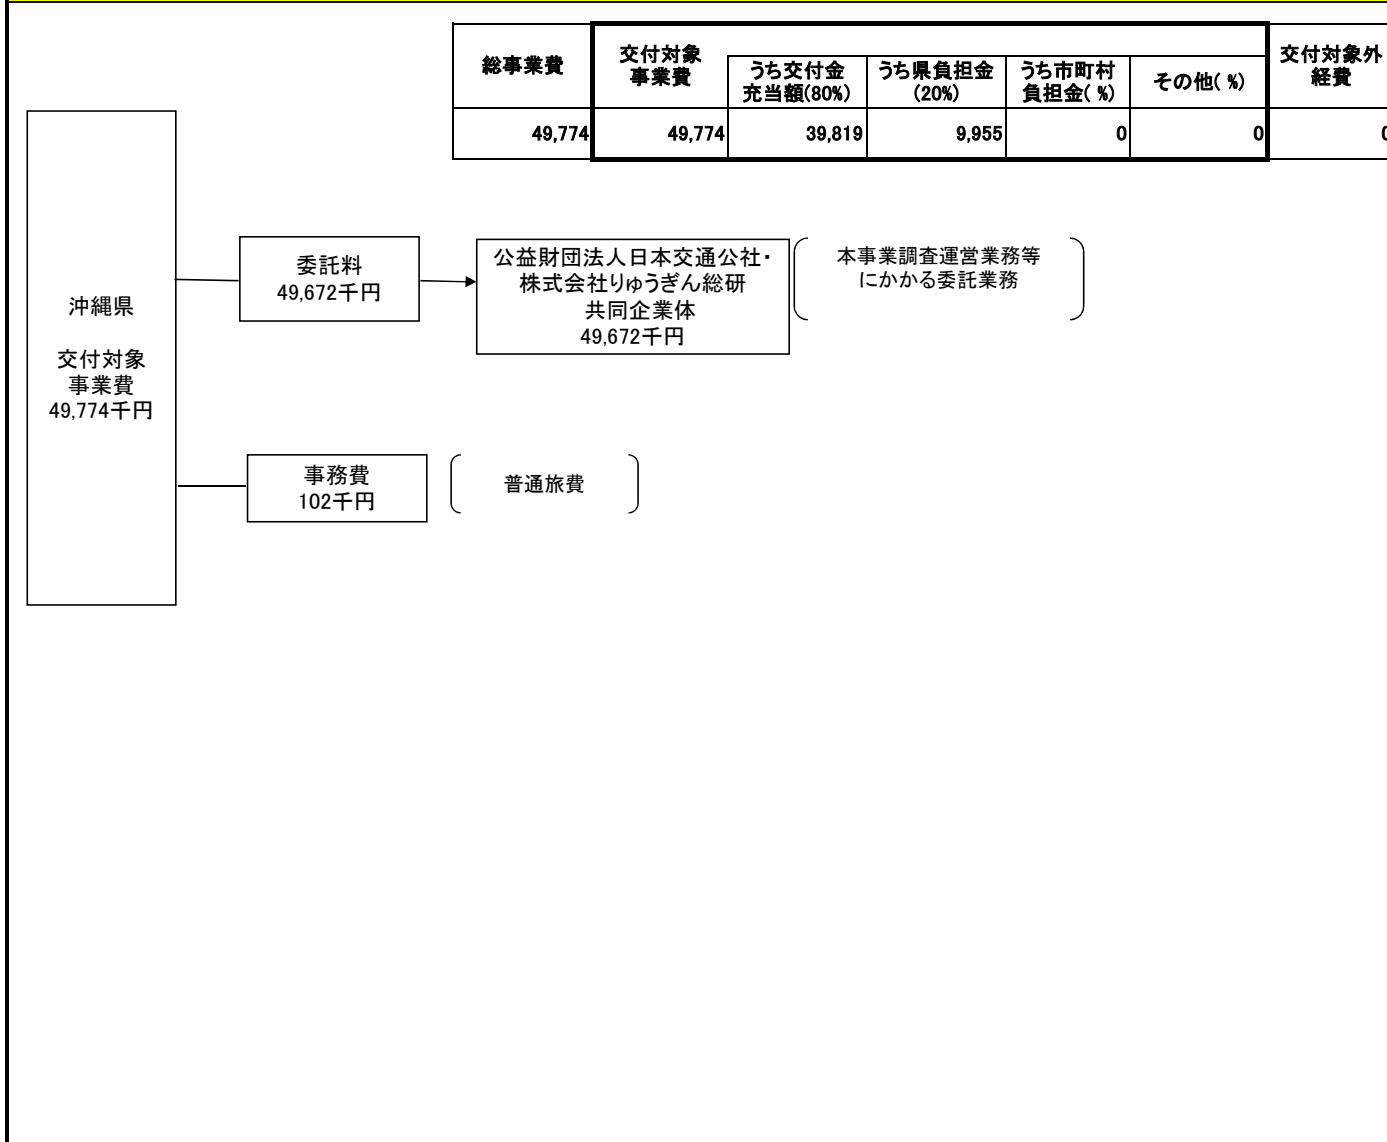 総事業費
交付対象
事業費
うち交付金
充当額(80%)
うち県負担金
(20%)
うち市町村
負担金( %)
その他( %)
交付対象外
経費
49,774
49,774
39,819
9,955
0
0
0
沖縄県
交付対象
事業費
49,774千円
委託料
49,672千円
公益財団法人日本交通公社・
株式会社りゅうぎん総研
共同企業体
49,672千円
本事業調査運営業務等
にかかる委託業務
事務費
102千円
普通旅費